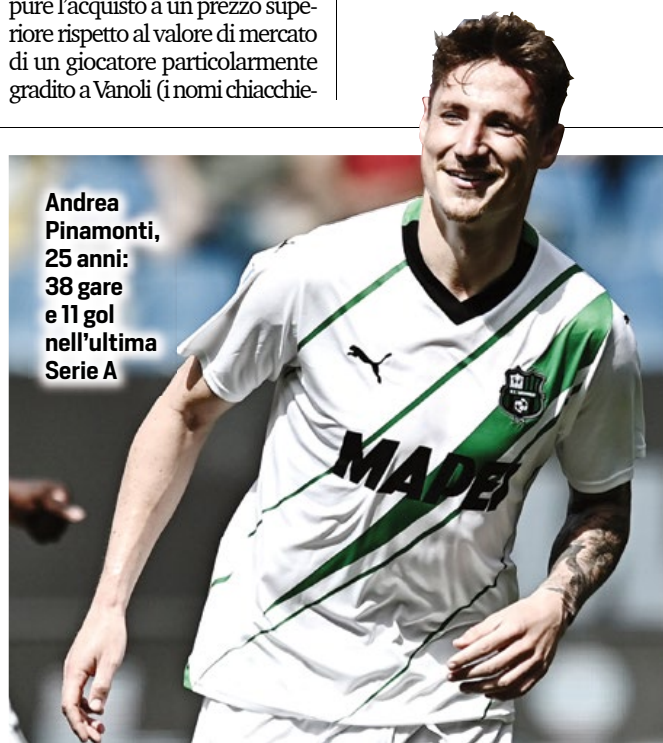 pure l'acquisto a un prezzo supe-
riore rispetto al valore di mercato
di un giocatore particolarmente
gradito a Vanoli (i nomi chiacchie-
Andrea
Pinamonti,
25 anni:
38 gare
e 11 gol
nell'ultima
Serie A
MAPEI